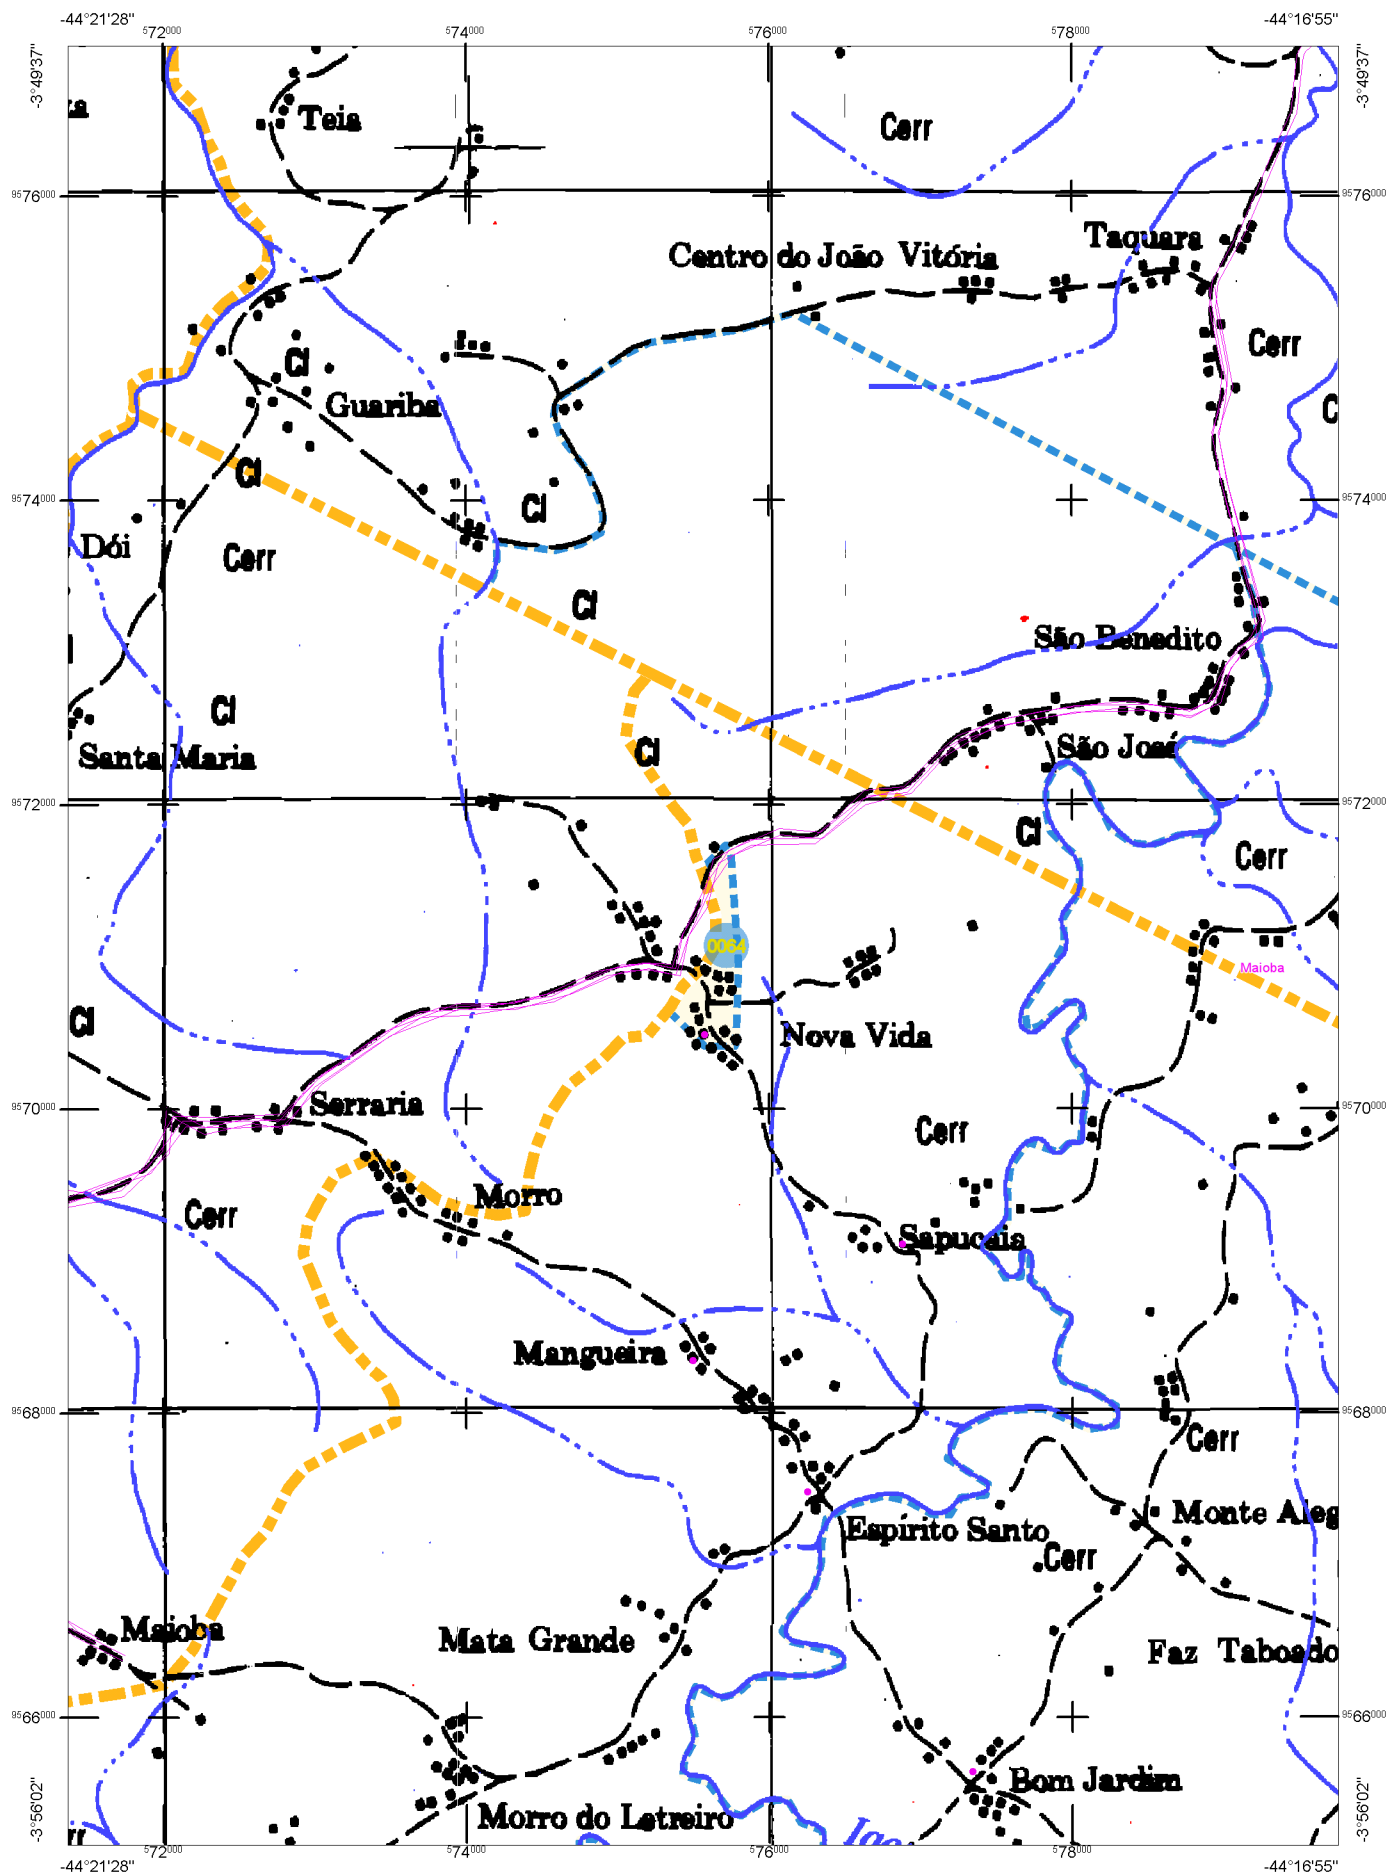 -44°21'28"
-44°16'55"
572000
574000
576000
578000
-3°49'37"
-3°49'37"
Teia
Cerr
9576000
9576000
Taquara
Centro do João Vitória
Cerr
Cl
Guariba
C
Cl
9574000
9574000
Cl
Dói
Cerr
Cl
São Benedito
Cl
Santa Maria
Cl
São José
9572000
9572000
Cl
Cerr
0064
Maioba
Cl
Nova Vida
Serraria
9570000
9570000
Cerr
Morro
Cerr
Sapucaia
Mangueira
9568000
9568000
Cerr
Monte Aleg
Espírito Santo
Cerr
Maioba
Mata Grande
Faz Taboado
9566000
9566000
Bom Jardim
Morro do Letreiro
rr
-3°56'02"
-3°56'02"
572000
574000
576000
578000
-44°21'28"
-44°16'55"